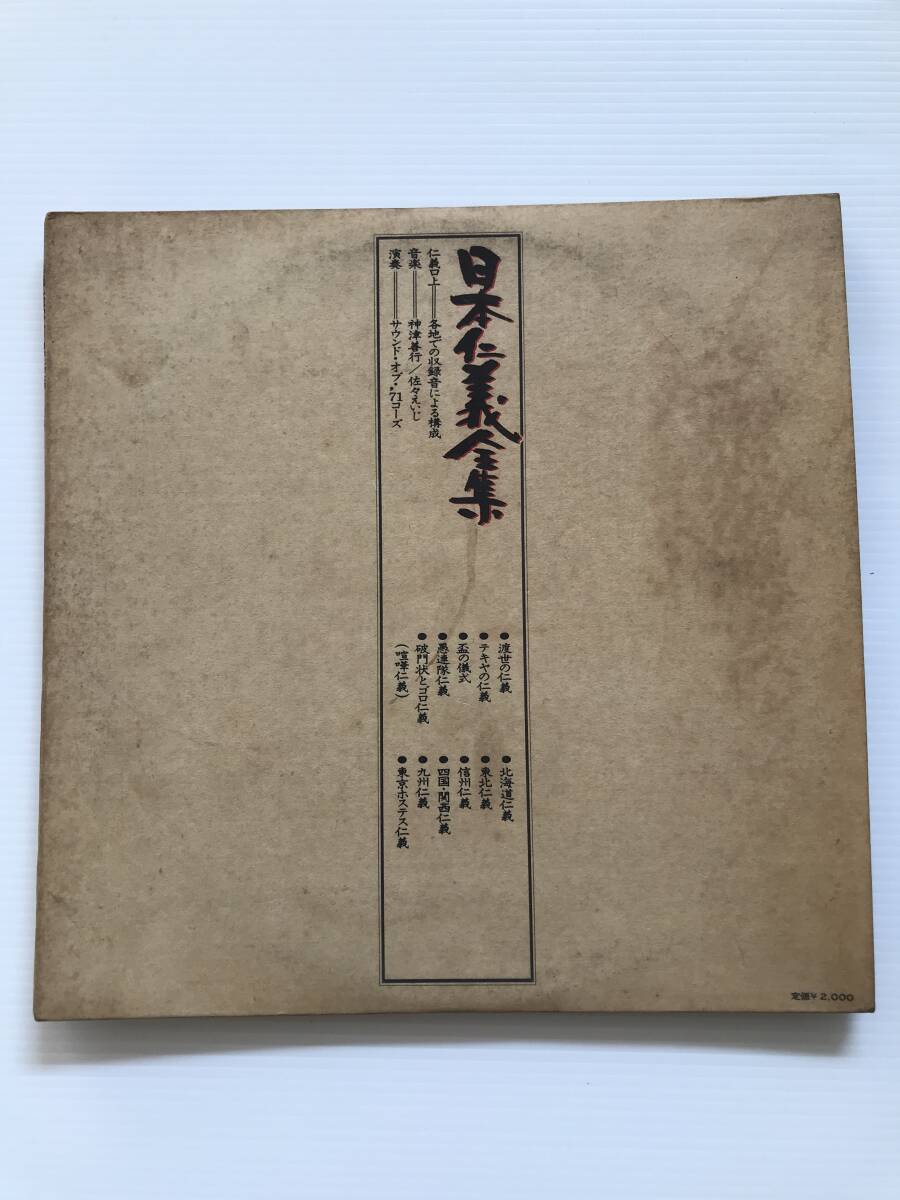 日本仁義全集
仁義口上══各地での収録音による構成
音楽══神津善行／佐々えいじ
演奏══サウンド・オブ・'71コーズ
●渡世の仁義
●テキヤの仁義
●盃の儀式
●愚連隊仁義
●破門状とゴロ仁義
（喧嘩仁義）
●北海道仁義
●東北仁義
●信州仁義
●四国・関西仁義
●九州仁義
●東京ホステス仁義
定価¥2,000